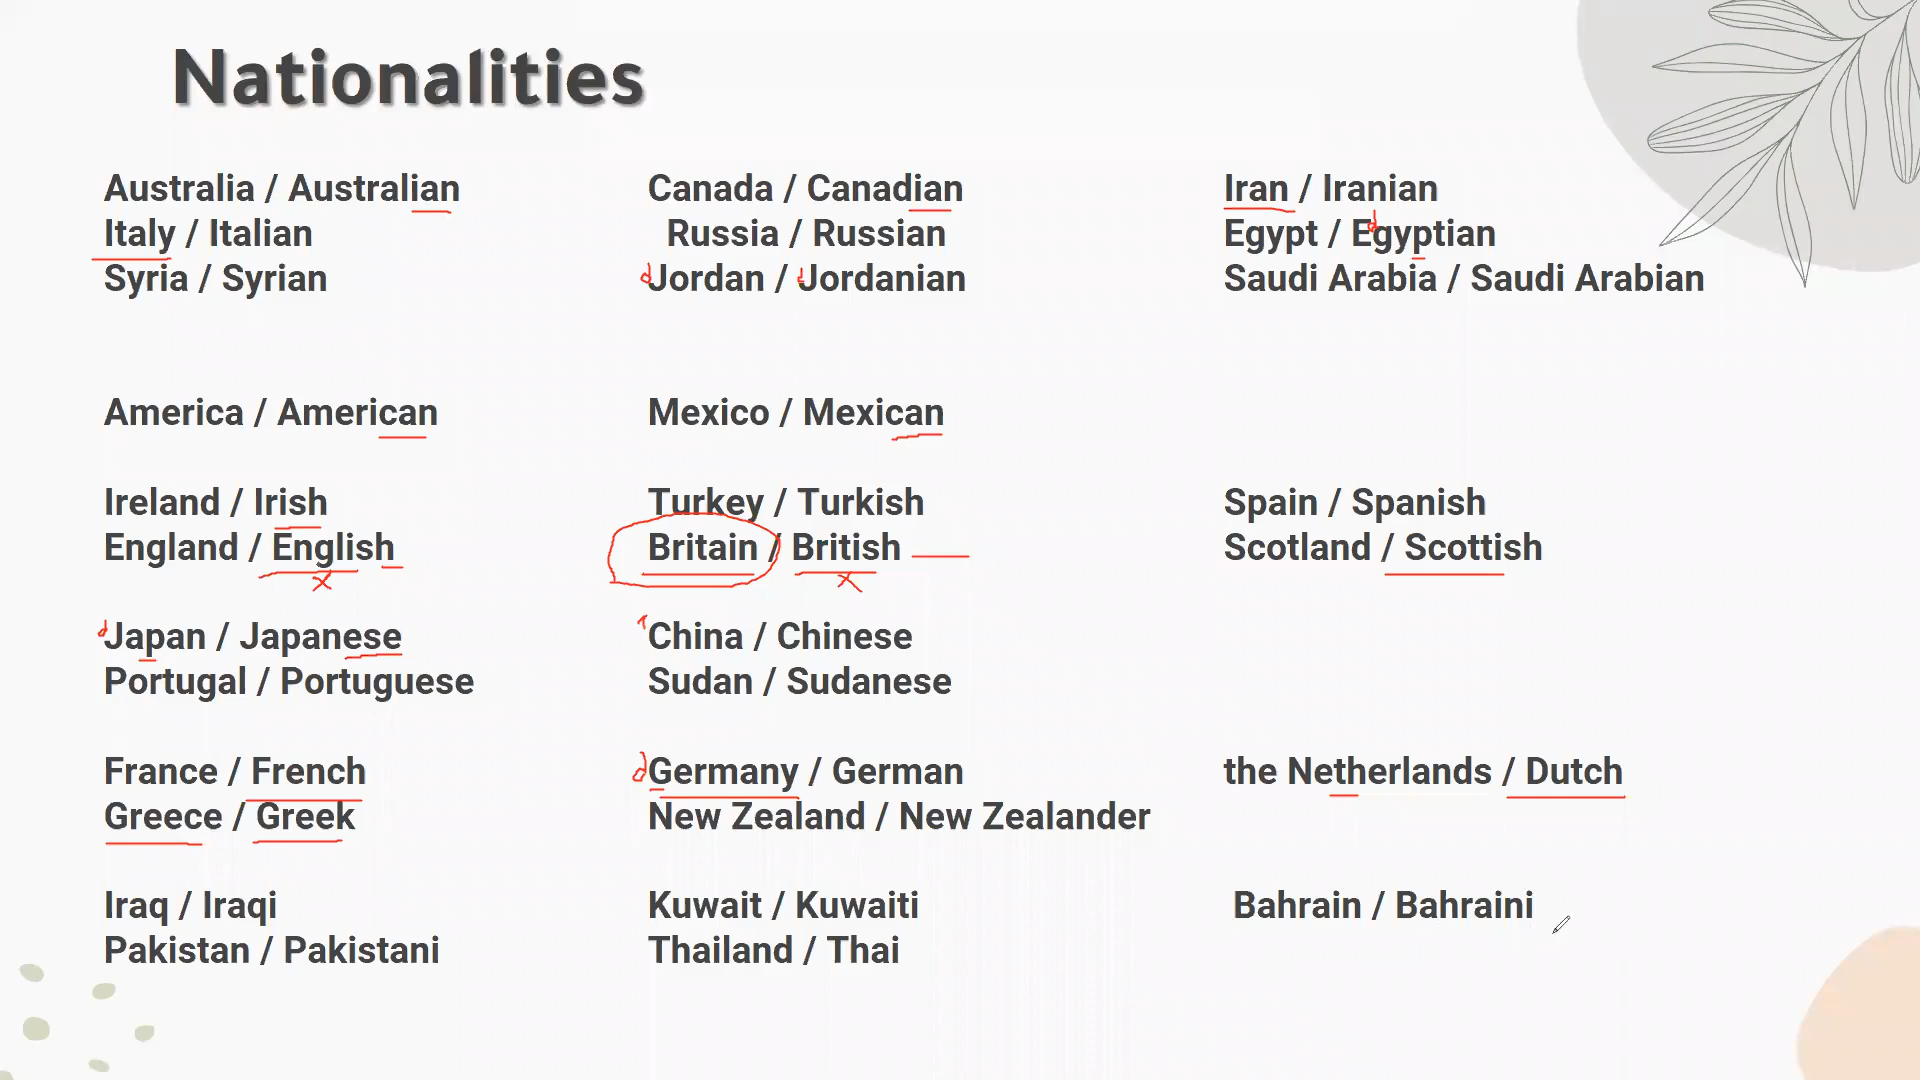 Nationalities
Australia / Australian
Canada / Canadian
Iran / Iranian
Italy / Italian
Russia / Russian
Egypt / Egyptian
Syria / Syrian
Jordan / Jordanian
Saudi Arabia / Saudi Arabian
America / American
Mexico / Mexican
Ireland / Irish
Turkey / Turkish
Spain / Spanish
England / English
Britain / British
Scotland / Scottish
Japan / Japanese
China / Chinese
Portugal / Portuguese
Sudan / Sudanese
France / French
Germany / German
the Netherlands / Dutch
Greece / Greek
New Zealand / New Zealander
Iraq / Iraqi
Kuwait / Kuwaiti
Bahrain / Bahraini
Pakistan / Pakistani
Thailand / Thai